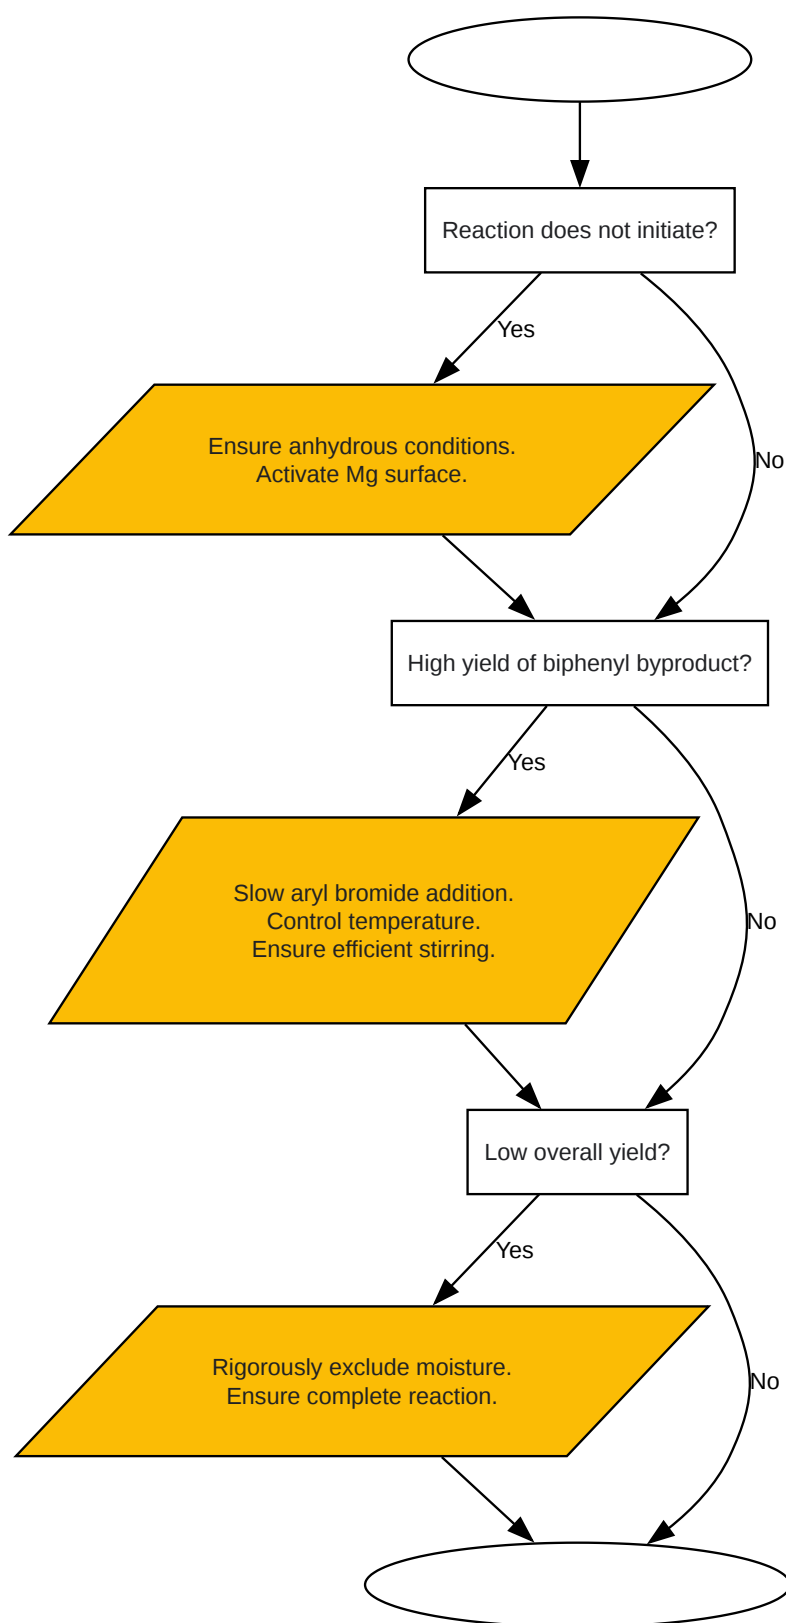 Reaction does not initiate?
Yes
Ensure anhydrous conditions.
Activate Mg surface.
No
High yield of biphenyl byproduct?
Yes
Slow aryl bromide addition.
Control temperature.
Ensure efficient stirring.
No
Low overall yield?
Yes
Rigorously exclude moisture.
Ensure complete reaction.
No